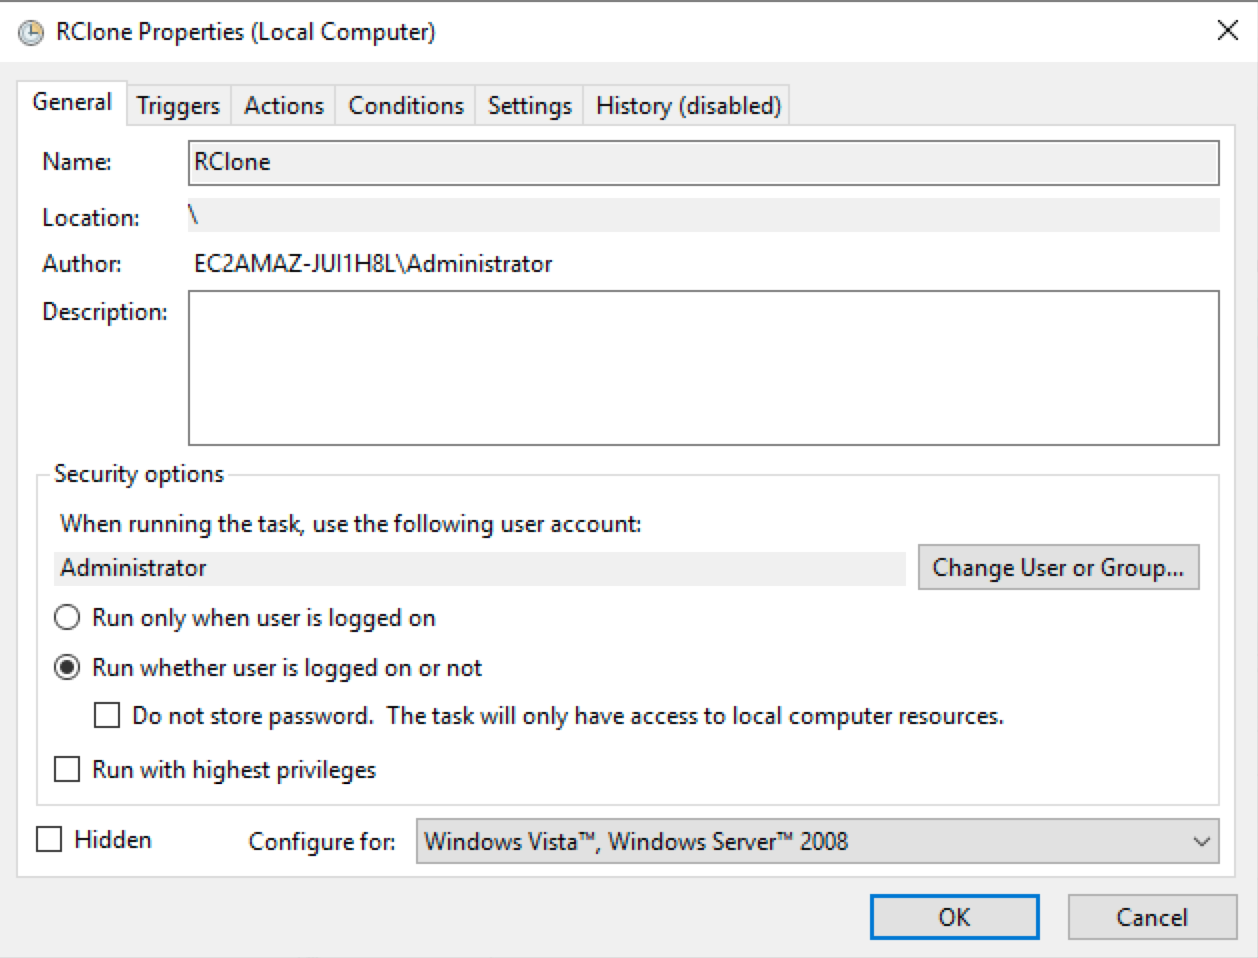 RClone Properties (Local Computer)
General Triggers Actions Conditions Settings History (disabled)
Name: RClone
Location: \
Author: EC2AMAZ-JUI1H8L\Administrator
Description:
Security options
When running the task, use the following user account:
Administrator Change User or Group...
Run only when user is logged on
Run whether user is logged on or not
Do not store password. The task will only have access to local computer resources.
Run with highest privileges
Hidden Configure for: Windows Vista™, Windows Server™ 2008
OK Cancel